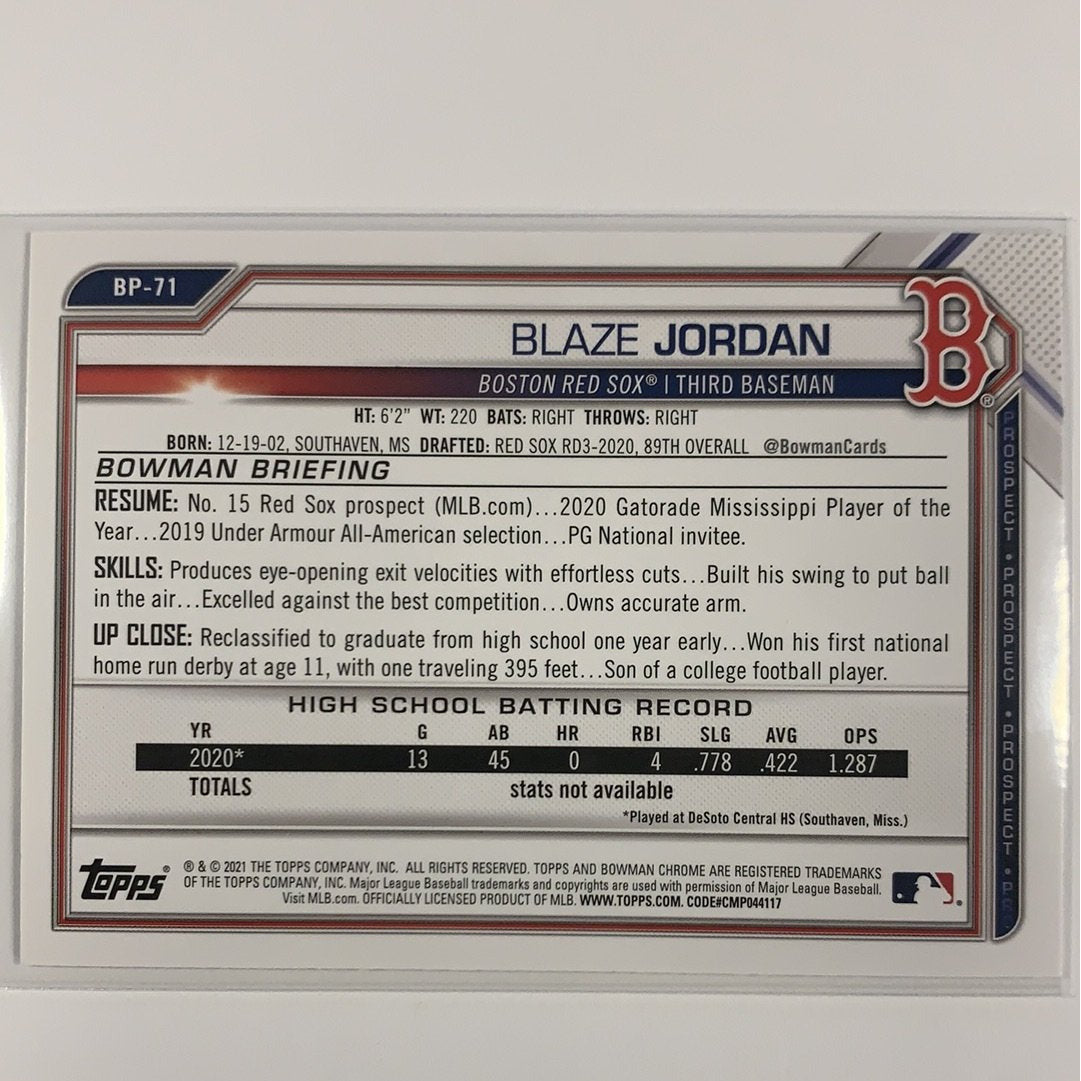 BP-71
BLAZE JORDAN
BOSTON RED SOX® | THIRD BASEMAN
B®
HT: 6'2" WT: 220 BATS: RIGHT THROWS: RIGHT
BORN: 12-19-02, SOUTHAVEN, MS DRAFTED: RED SOX RD3-2020, 89TH OVERALL @BowmanCards
BOWMAN BRIEFING
RESUME: No. 15 Red Sox prospect (MLB.com)...2020 Gatorade Mississippi Player of the
Year...2019 Under Armour All-American selection...PG National invitee.
SKILLS: Produces eye-opening exit velocities with effortless cuts...Built his swing to put ball
in the air...Excelled against the best competition...Owns accurate arm.
UP CLOSE: Reclassified to graduate from high school one year early...Won his first national
home run derby at age 11, with one traveling 395 feet...Son of a college football player.
HIGH SCHOOL BATTING RECORD
YR G AB HR RBI SLG AVG OPS
2020* 13 45 0 4 .778 .422 1.287
TOTALS stats not available
*Played at DeSoto Central HS (Southaven, Miss.)
TOPPS®
® & © 2021 THE TOPPS COMPANY, INC. ALL RIGHTS RESERVED. TOPPS AND BOWMAN CHROME ARE REGISTERED TRADEMARKS
OF THE TOPPS COMPANY, INC. Major League Baseball trademarks and copyrights are used with permission of Major League Baseball.
Visit MLB.com. OFFICIALLY LICENSED PRODUCT OF MLB. WWW.TOPPS.COM. CODE#CMP044117
PROSPECT • PROSPECT • PROSPECT • PR